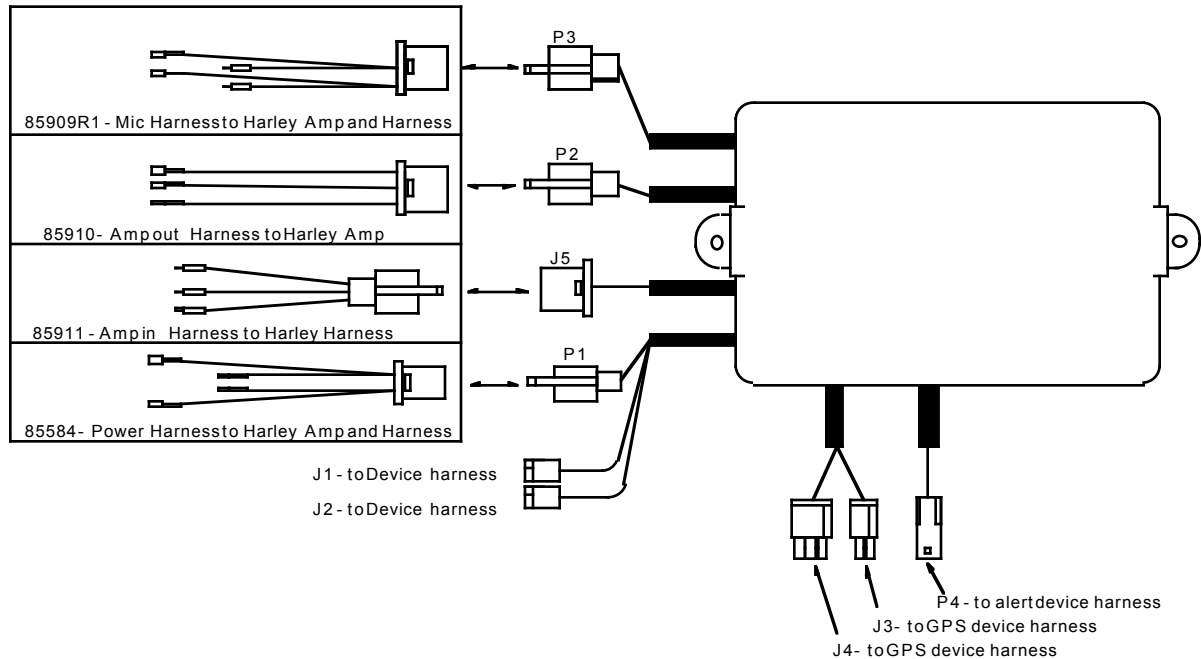 P3
85909R1 - Mic Harness to Harley Amp and Harness
P2
85910- Amp out Harness to Harley Amp
J5
85911 - Amp in Harness to Harley Harness
P1
85584- Power Harness to Harley Amp and Harness
J1- to Device harness
J2- to Device harness
P4- to alert device harness
J3- to GPS device harness
J4- to GPS device harness